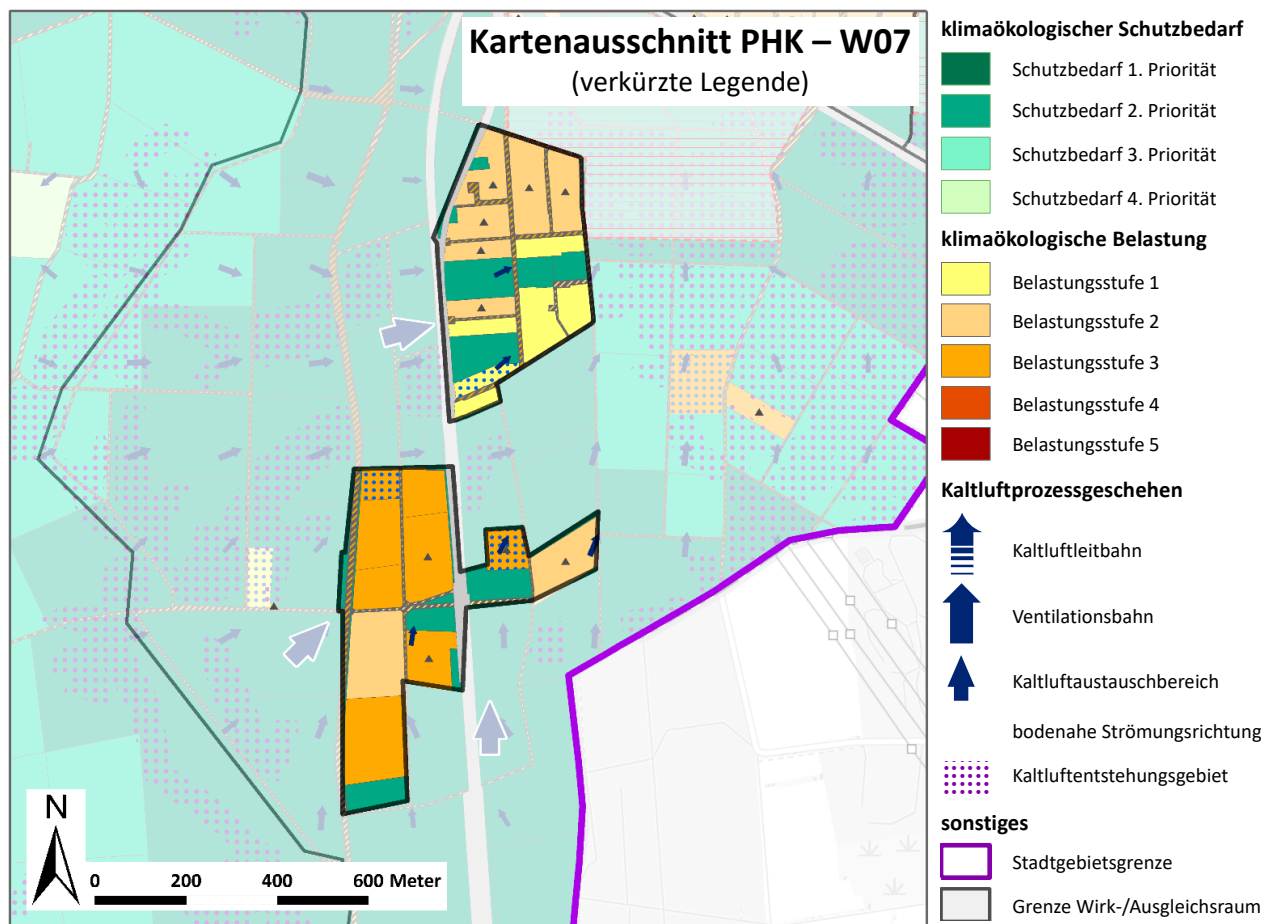 Kartenausschnitt PHK – W07
(verkürzte Legende)
klimaökologischer Schutzbedarf
Schutzbedarf 1. Priorität
Schutzbedarf 2. Priorität
Schutzbedarf 3. Priorität
Schutzbedarf 4. Priorität
klimaökologische Belastung
Belastungsstufe 1
Belastungsstufe 2
Belastungsstufe 3
Belastungsstufe 4
Belastungsstufe 5
Kaltluftprozessgeschehen
Kaltluftleitbahn
Ventilationsbahn
Kaltluftaustauschbereich
bodenahe Strömungsrichtung
Kaltluftentstehungsgebiet
sonstiges
Stadtgebietsgrenze
Grenze Wirk-/Ausgleichsraum
N
0 200 400 600 Meter